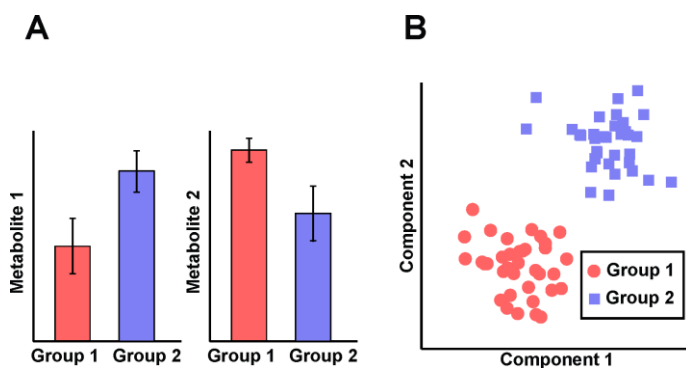 A
B
Metabolite 1
Group 1 Group 2
Metabolite 2
Group 1 Group 2
Component 2
Component 1
Group 1
Group 2